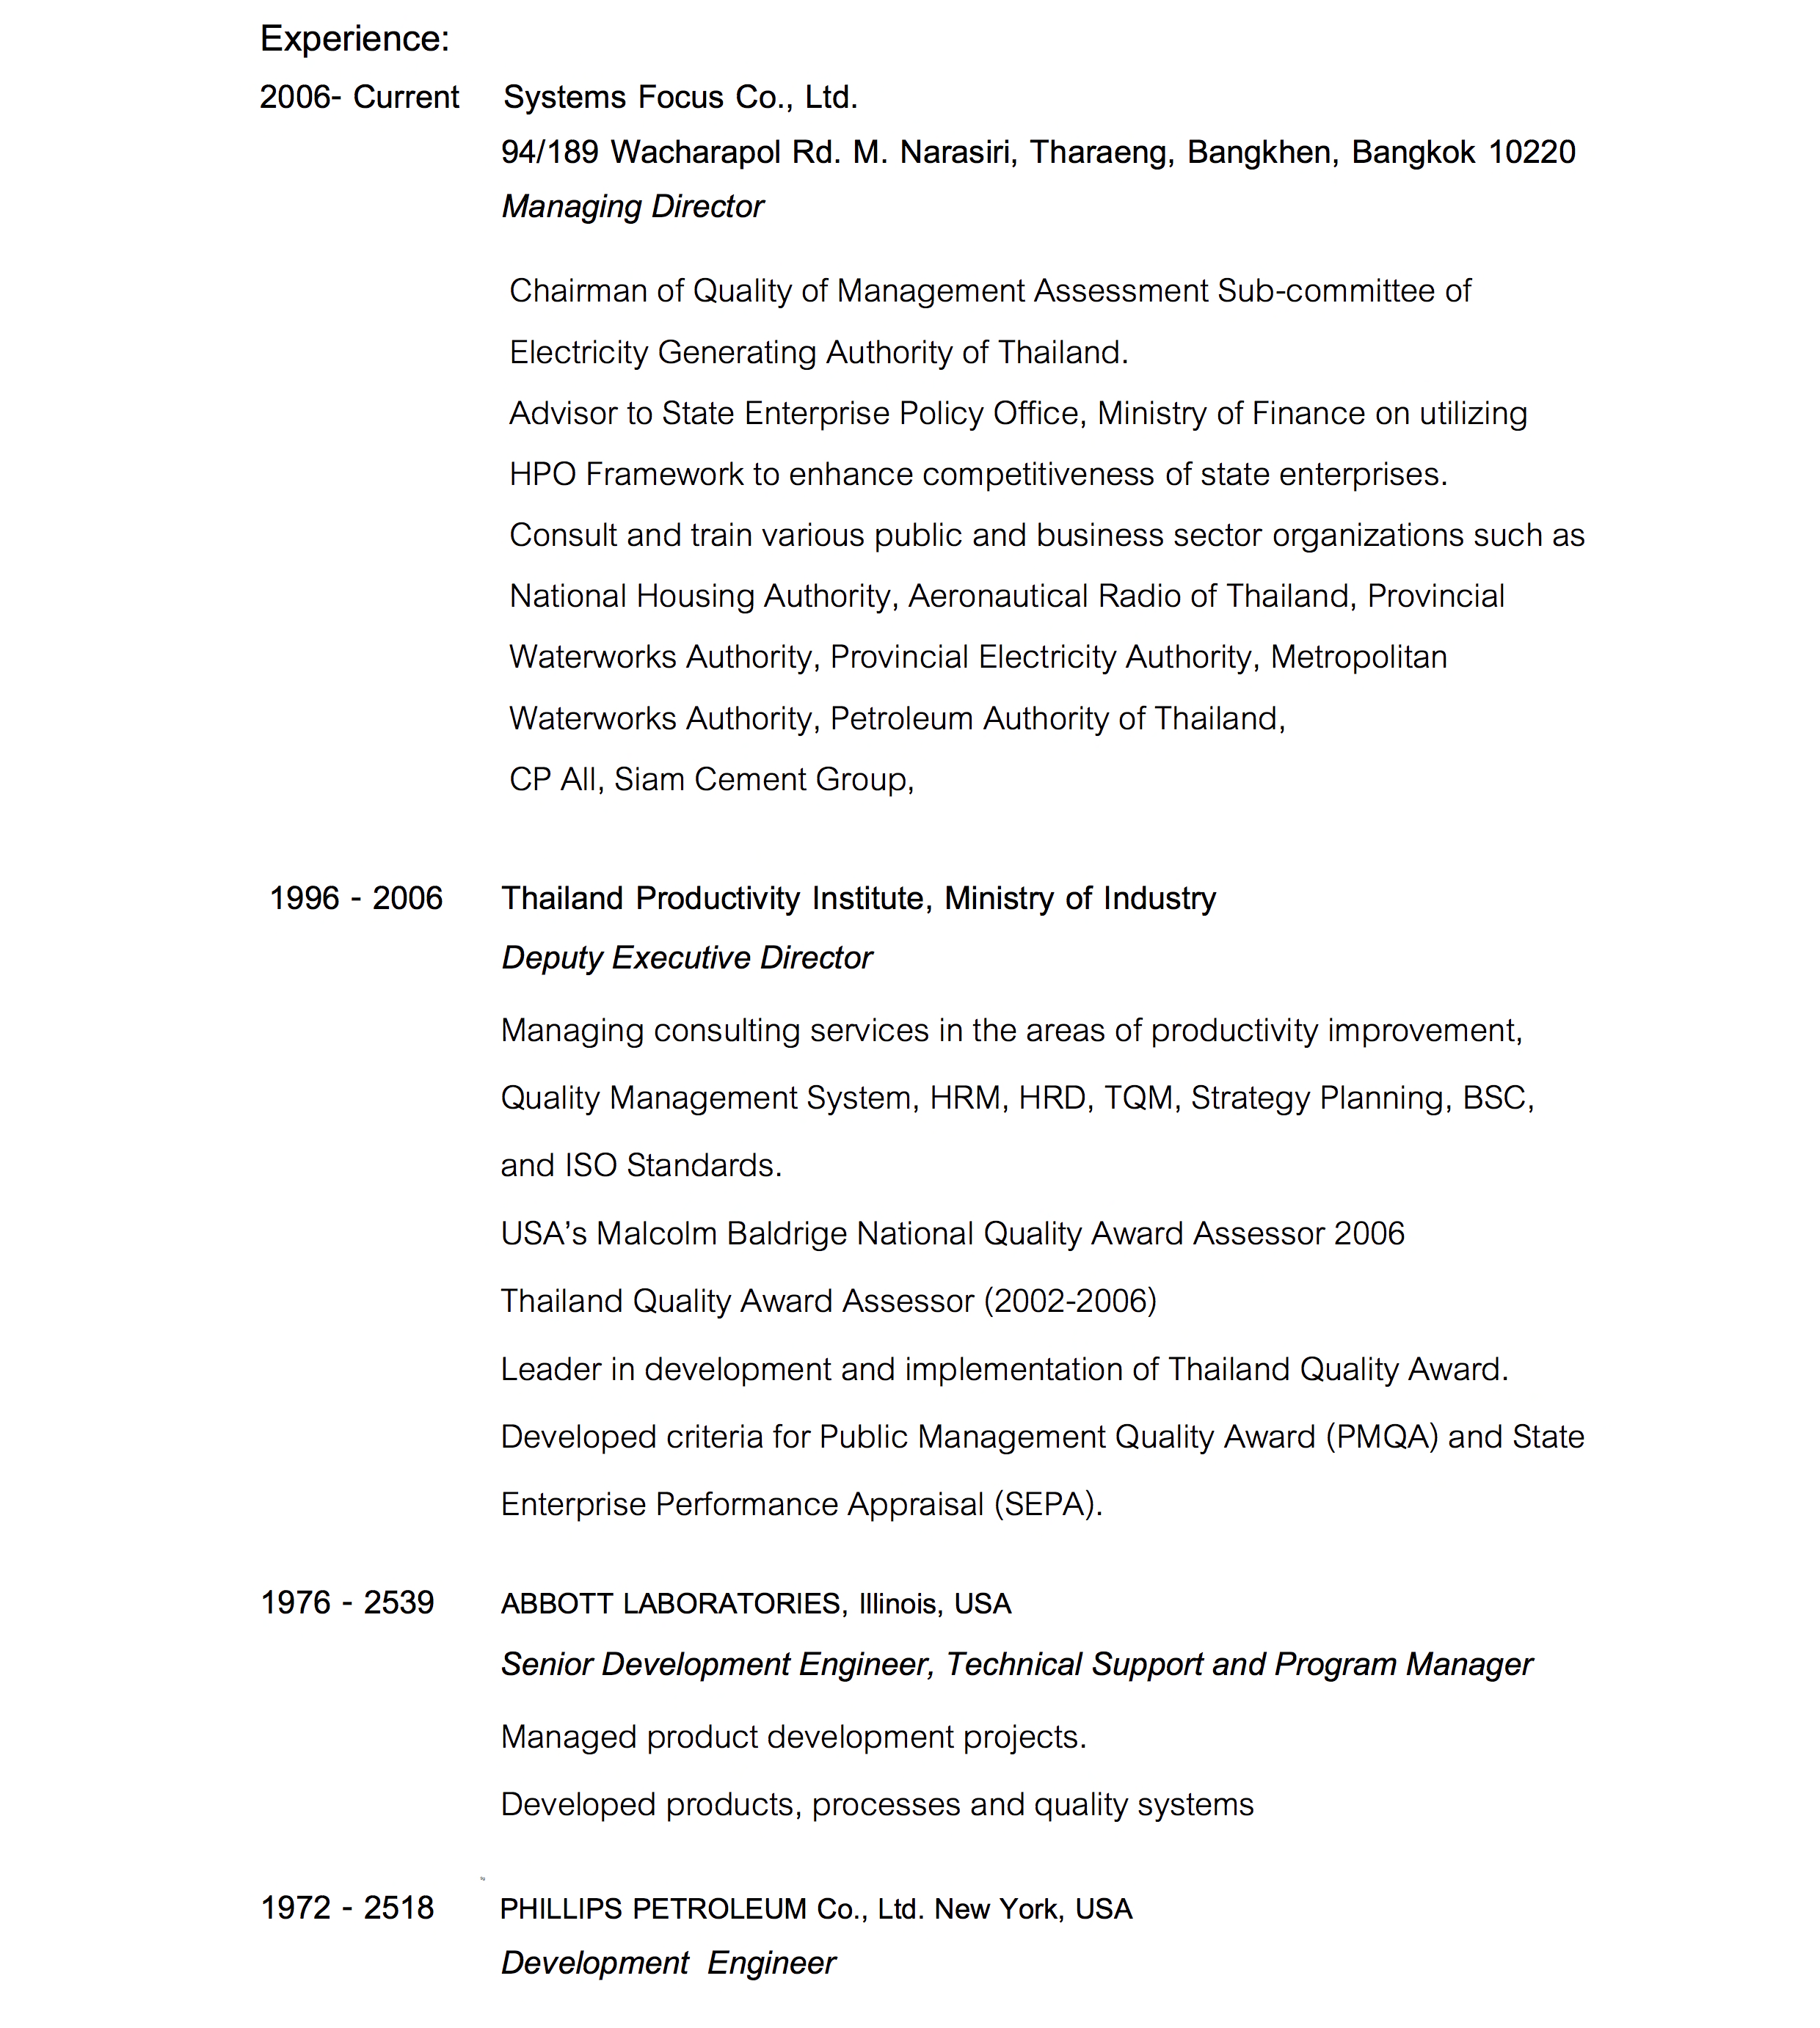 Experience:
2006- Current Systems Focus Co., Ltd.
94/189 Wacharapol Rd. M. Narasiri, Tharaeng, Bangkhen, Bangkok 10220
Managing Director
Chairman of Quality of Management Assessment Sub-committee of
Electricity Generating Authority of Thailand.
Advisor to State Enterprise Policy Office, Ministry of Finance on utilizing
HPO Framework to enhance competitiveness of state enterprises.
Consult and train various public and business sector organizations such as
National Housing Authority, Aeronautical Radio of Thailand, Provincial
Waterworks Authority, Provincial Electricity Authority, Metropolitan
Waterworks Authority, Petroleum Authority of Thailand,
CP All, Siam Cement Group,
1996 - 2006 Thailand Productivity Institute, Ministry of Industry
Deputy Executive Director
Managing consulting services in the areas of productivity improvement,
Quality Management System, HRM, HRD, TQM, Strategy Planning, BSC,
and ISO Standards.
USA’s Malcolm Baldrige National Quality Award Assessor 2006
Thailand Quality Award Assessor (2002-2006)
Leader in development and implementation of Thailand Quality Award.
Developed criteria for Public Management Quality Award (PMQA) and State
Enterprise Performance Appraisal (SEPA).
1976 - 2539 ABBOTT LABORATORIES, Illinois, USA
Senior Development Engineer, Technical Support and Program Manager
Managed product development projects.
Developed products, processes and quality systems
1972 - 2518 PHILLIPS PETROLEUM Co., Ltd. New York, USA
Development Engineer